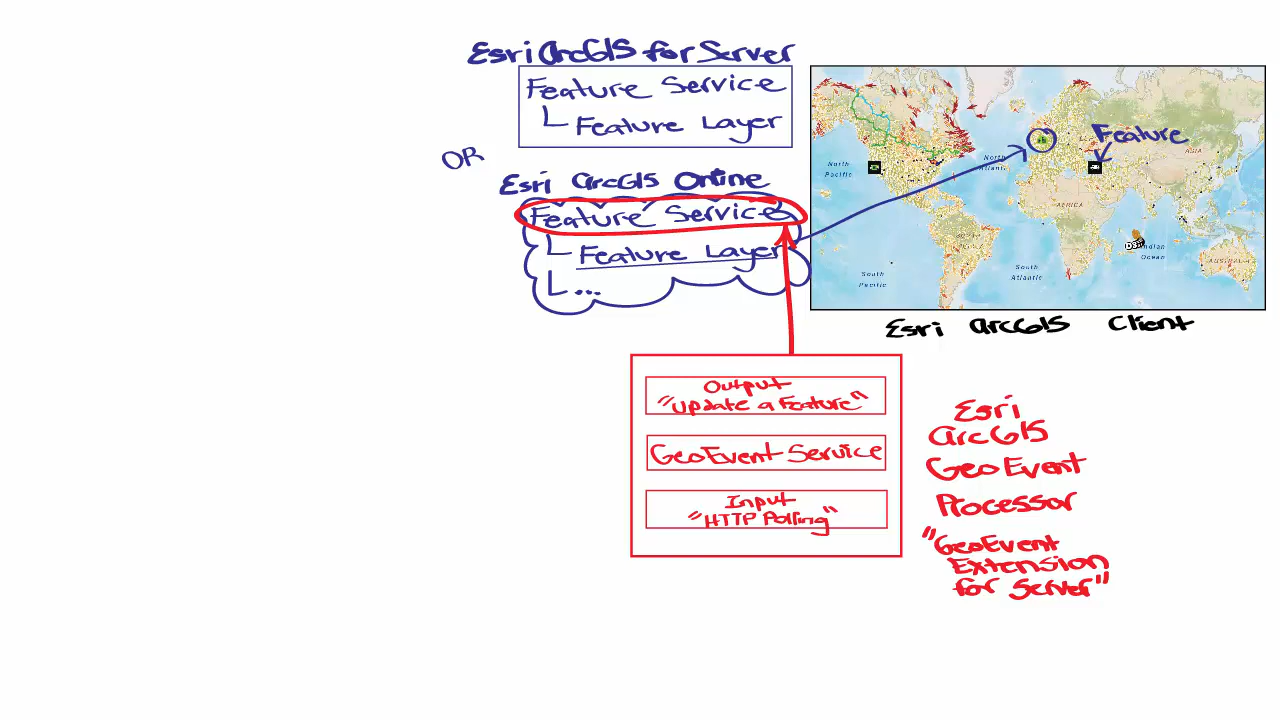 Esri ArcGIS for Server
Feature Service
Feature Layer
OR
Esri ArcGIS Online
Feature Service
Feature Layer
...
Feature
North Pacific
North Atlantic
ASIA
AFRICA
Indian Ocean
South Pacific
South Atlantic
AUSTRALIA
Esri ArcGIS Client
Output
"Update a Feature"
GeoEvent Service
Input
"HTTP Polling"
Esri
ArcGIS
GeoEvent
Processor
"GeoEvent
Extension
for Server"